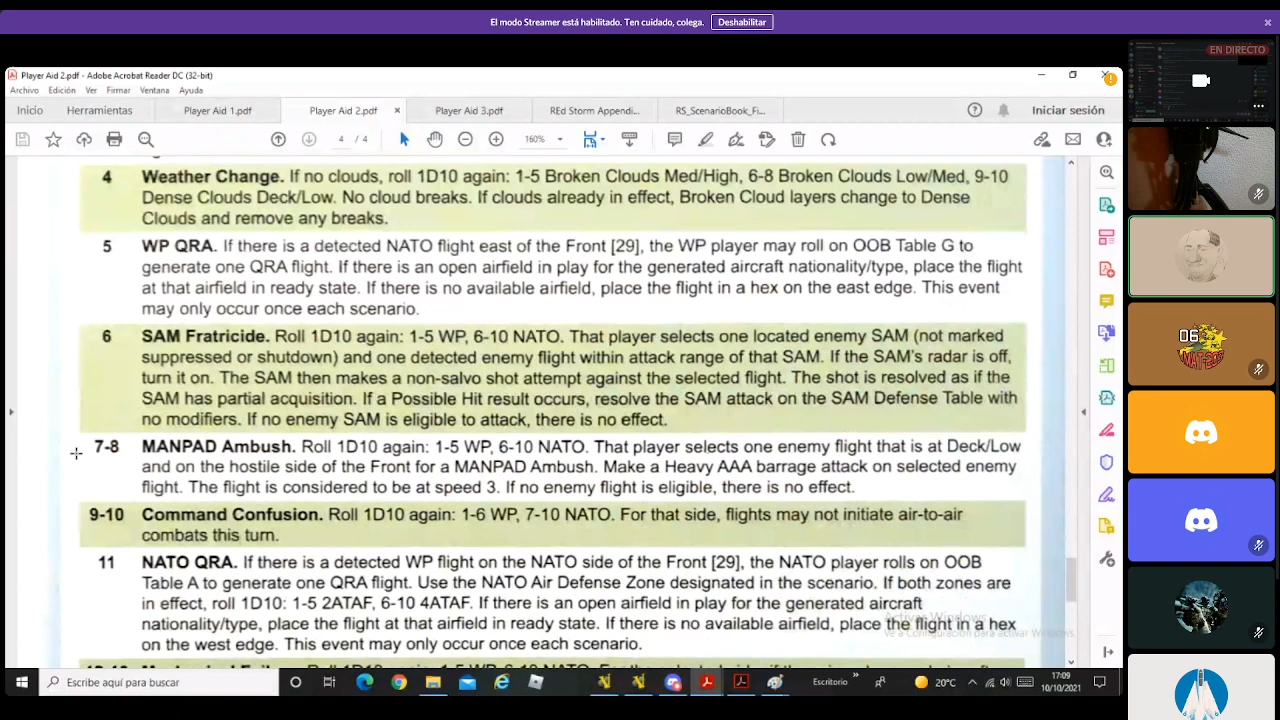 El modo Streamer está habilitado. Ten cuidado, colega. Deshabilitar
EN DIRECTO
Player Aid 2.pdf - Adobe Acrobat Reader DC (32-bit)
Archivo Edición Ver Firmar Ventana Ayuda
Inicio Herramientas Player Aid 1.pdf Player Aid 2.pdf Player Aid 3.pdf REd Storm Appendi... RS_ScenarioBook_Fi... Iniciar sesión
4 / 4 160%
4 Weather Change. If no clouds, roll 1D10 again: 1-5 Broken Clouds Med/High, 6-8 Broken Clouds Low/Med, 9-10
Dense Clouds Deck/Low. No cloud breaks. If clouds already in effect, Broken Cloud layers change to Dense
Clouds and remove any breaks.
5 WP QRA. If there is a detected NATO flight east of the Front [29], the WP player may roll on OOB Table G to
generate one QRA flight. If there is an open airfield in play for the generated aircraft nationality/type, place the flight
at that airfield in ready state. If there is no available airfield, place the flight in a hex on the east edge. This event
may only occur once each scenario.
6 SAM Fratricide. Roll 1D10 again: 1-5 WP, 6-10 NATO. That player selects one located enemy SAM (not marked
suppressed or shutdown) and one detected enemy flight within attack range of that SAM. If the SAM's radar is off,
turn it on. The SAM then makes a non-salvo shot attempt against the selected flight. The shot is resolved as if the
SAM has partial acquisition. If a Possible Hit result occurs, resolve the SAM attack on the SAM Defense Table with
no modifiers. If no enemy SAM is eligible to attack, there is no effect.
7-8 MANPAD Ambush. Roll 1D10 again: 1-5 WP, 6-10 NATO. That player selects one enemy flight that is at Deck/Low
and on the hostile side of the Front for a MANPAD Ambush. Make a Heavy AAA barrage attack on selected enemy
flight. The flight is considered to be at speed 3. If no enemy flight is eligible, there is no effect.
9-10 Command Confusion. Roll 1D10 again: 1-6 WP, 7-10 NATO. For that side, flights may not initiate air-to-air
combats this turn.
11 NATO QRA. If there is a detected WP flight on the NATO side of the Front [29], the NATO player rolls on OOB
Table A to generate one QRA flight. Use the NATO Air Defense Zone designated in the scenario. If both zones are
in effect, roll 1D10: 1-5 2ATAF, 6-10 4ATAF. If there is an open airfield in play for the generated aircraft
nationality/type, place the flight at that airfield in ready state. If there is no available airfield, place the flight in a hex
on the west edge. This event may only occur once each scenario.
Activar Windows
Ve a Configuración para activar Windows.
Escribe aquí para buscar
Escritorio
20°C
17:09
10/10/2021
06